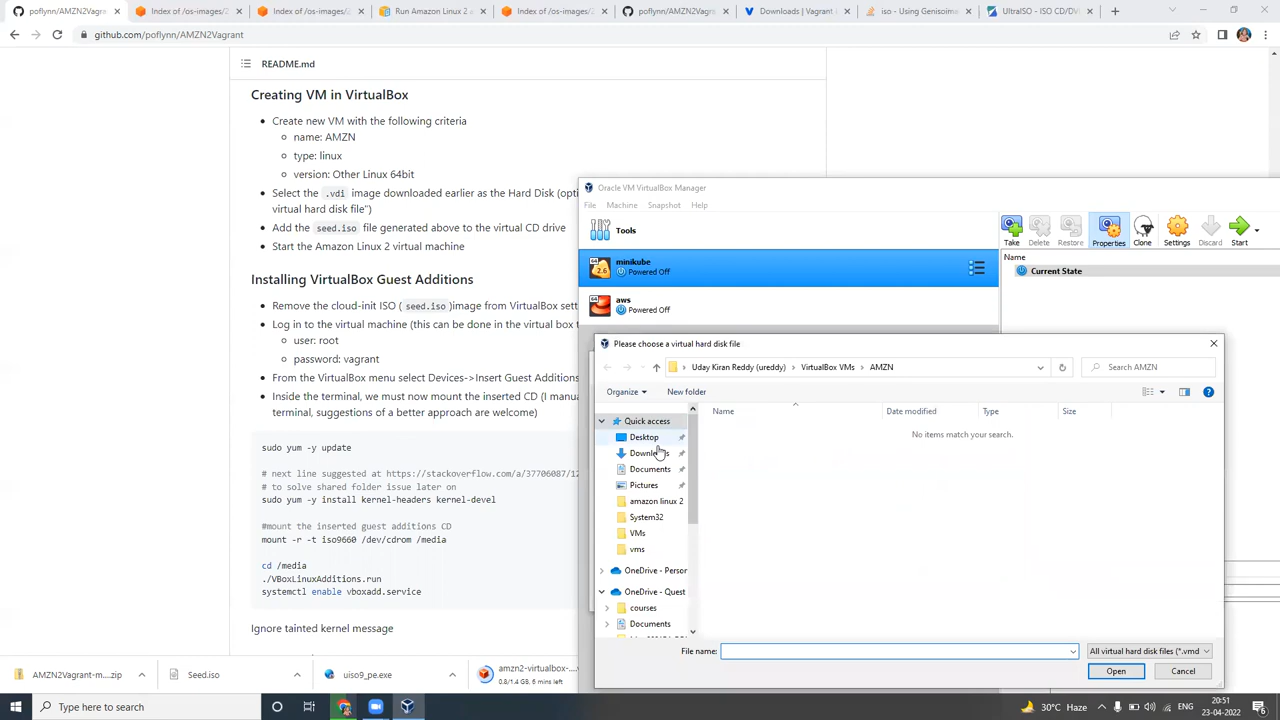 poflynn/AMZN2Vagrant
Index of /os-images/2
Index of /os-images/2
Run Amazon Linux 2 a
Index of /os-images/2
poflynn/AMZN2Vagrant
Downloads | Vagrant
iso - Using Genisoime
UltraISO - ISO CD/DV
github.com/poflynn/AMZN2Vagrant
README.md
Creating VM in VirtualBox
Create new VM with the following criteria
name: AMZN
type: linux
version: Other Linux 64bit
Select the .vdi image downloaded earlier as the Hard Disk (opti
virtual hard disk file")
Add the seed.iso file generated above to the virtual CD drive
Start the Amazon Linux 2 virtual machine
Installing VirtualBox Guest Additions
Remove the cloud-init ISO ( seed.iso )image from VirtualBox sett
Log in to the virtual machine (this can be done in the virtual box t
user: root
password: vagrant
From the VirtualBox menu select Devices->Insert Guest Additions
Inside the terminal, we must now mount the inserted CD (I manua
terminal, suggestions of a better approach are welcome)
sudo yum -y update
# next line suggested at https://stackoverflow.com/a/37706087/12
# to solve shared folder issue later on
sudo yum -y install kernel-headers kernel-devel
#mount the inserted guest additions CD
mount -r -t iso9660 /dev/cdrom /media
cd /media
./VBoxLinuxAdditions.run
systemctl enable vboxadd.service
Ignore tainted kernel message
Oracle VM VirtualBox Manager
File Machine Snapshot Help
Tools
Take Delete Restore Properties Clone Settings Discard Start
minikube
Powered Off
aws
Powered Off
Name
Current State
Please choose a virtual hard disk file
Uday Kiran Reddy (ureddy) VirtualBox VMs AMZN
Search AMZN
Organize New folder
Name Date modified Type Size
No items match your search.
Quick access
Desktop
Documents
Pictures
amazon linux 2
System32
VMs
vms
OneDrive - Person
OneDrive - Quest
courses
Documents
File name:
All virtual hard disk files (*.vmd
Open Cancel
AMZN2Vagrant-m....zip
Seed.iso
uiso9_pe.exe
amzn2-virtualbox-....
0.8/1.4 GB, 6 mins left
Type here to search
30°C Haze
ENG
20:51
23-04-2022
6